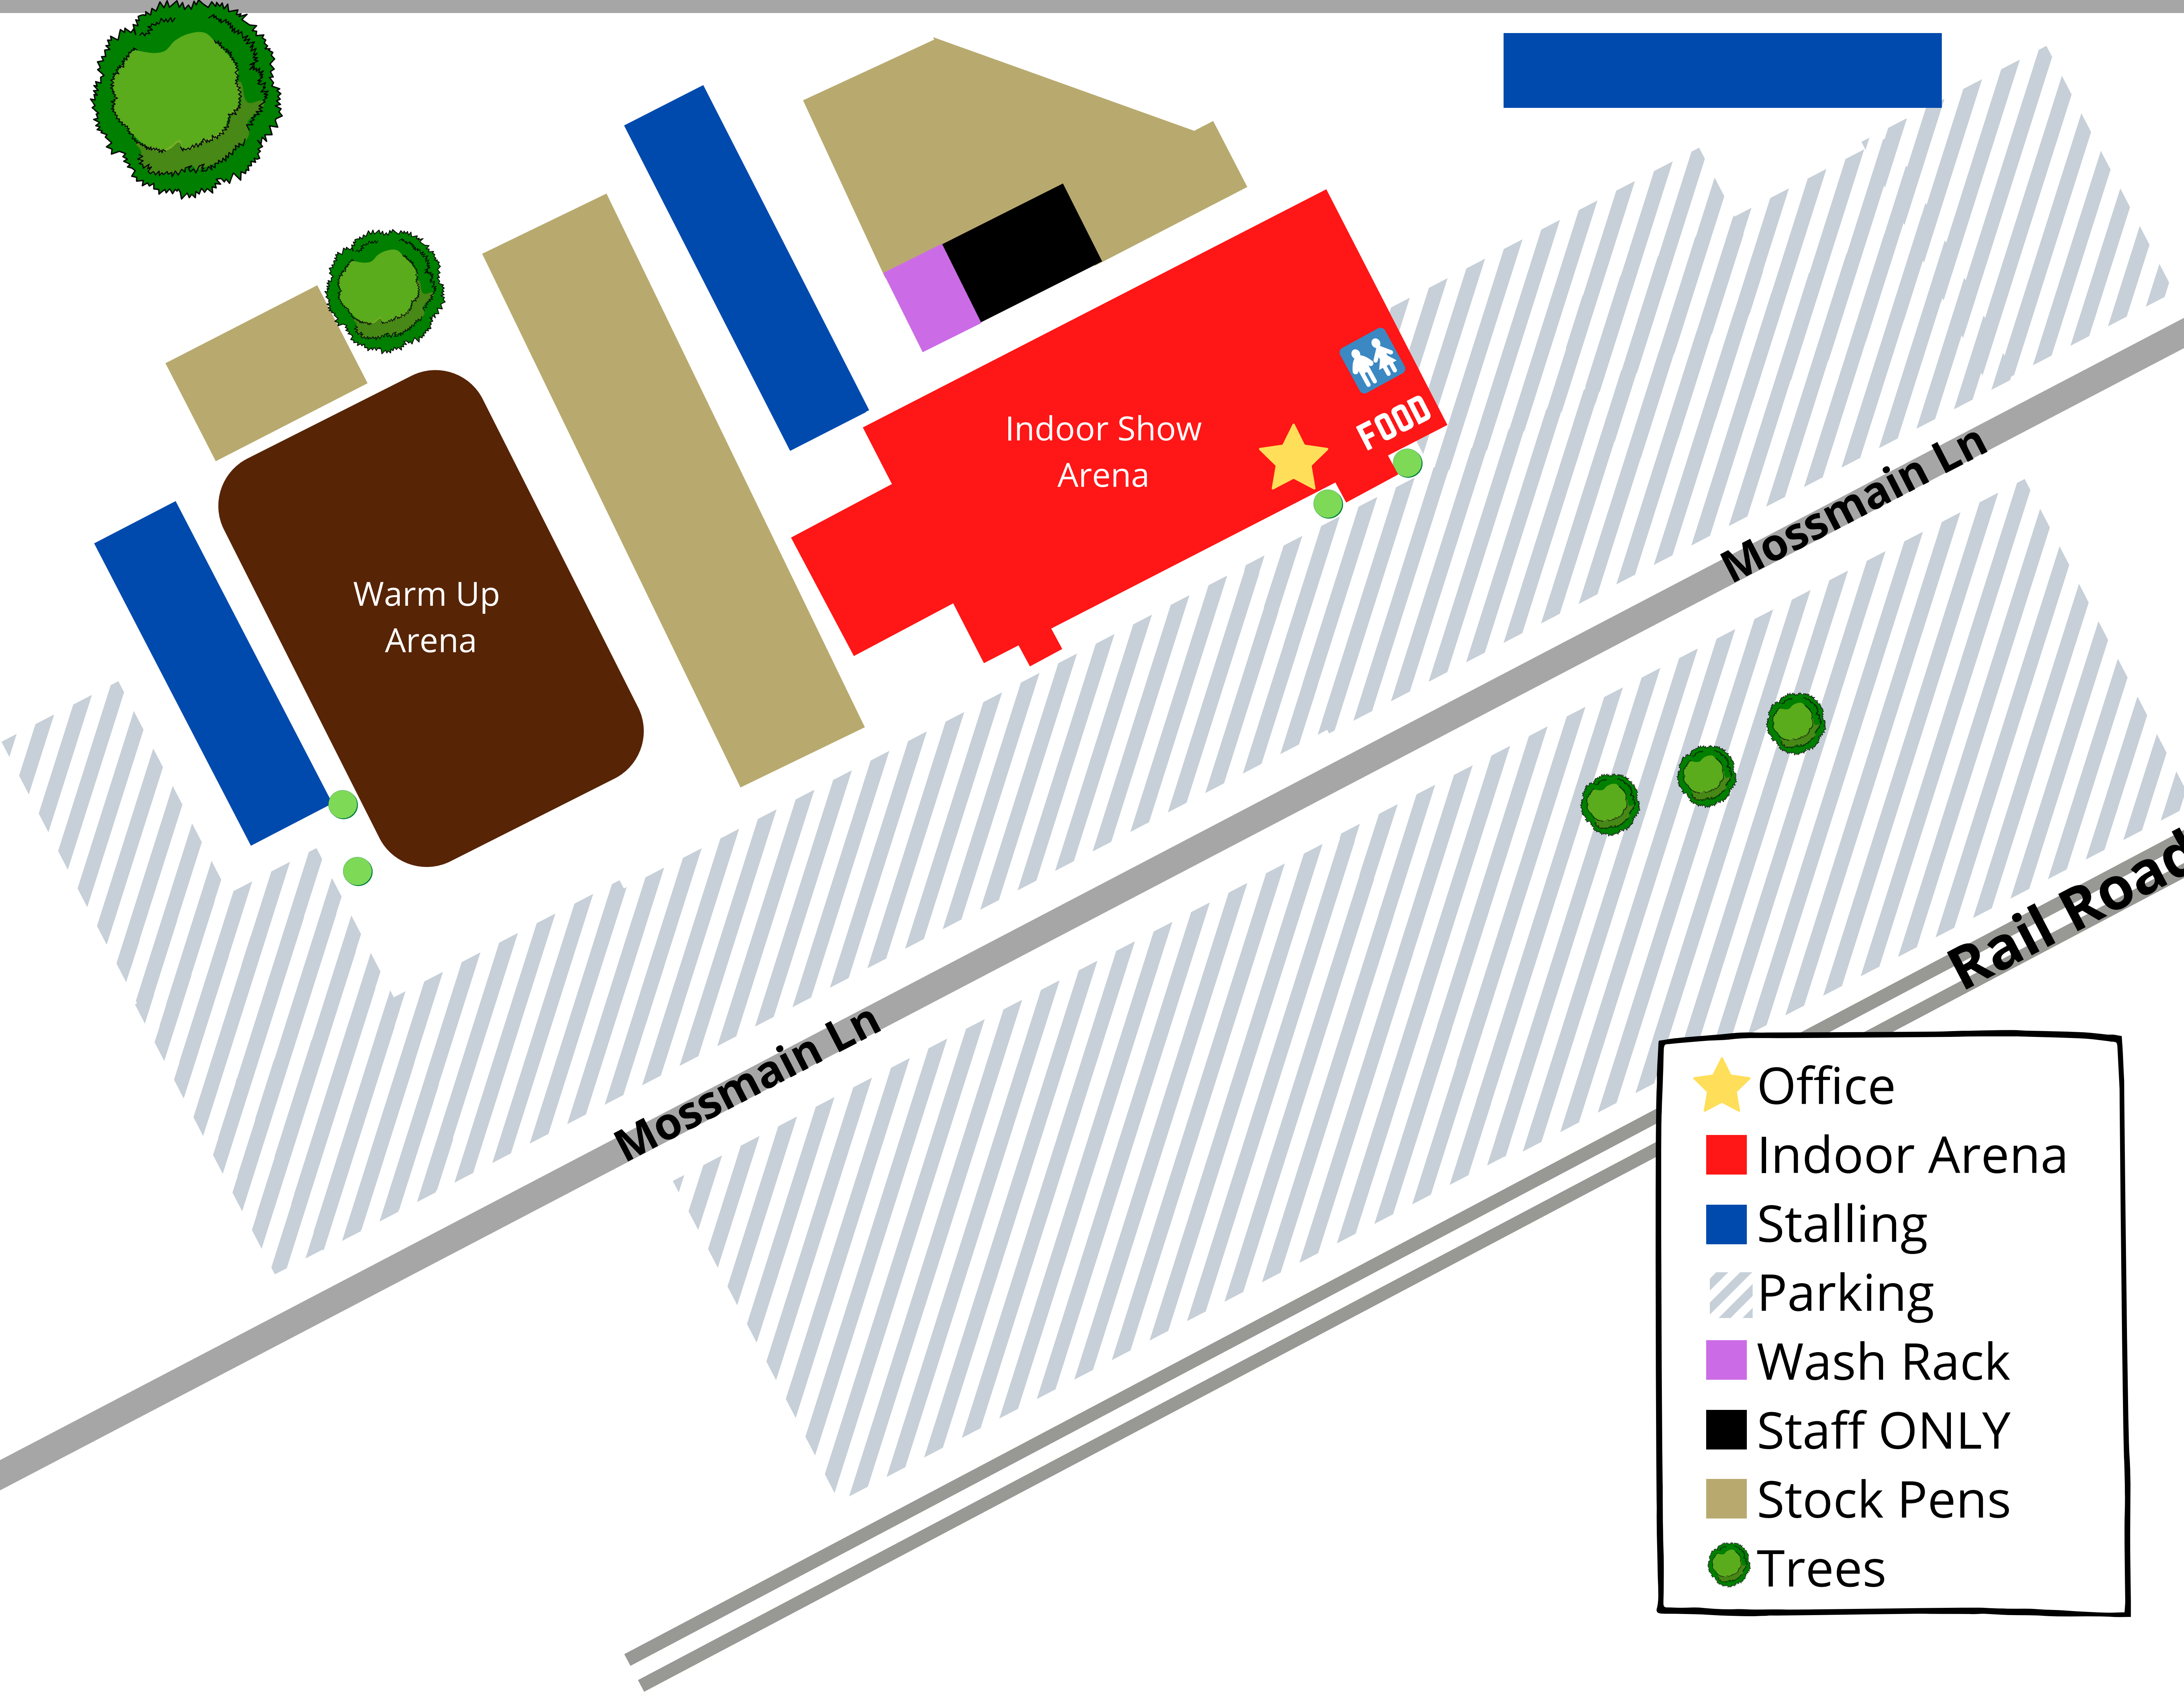 Indoor Show
Arena
FOOD
Warm Up
Arena
Mossmain Ln
Mossmain Ln
Rail Road
Office
Indoor Arena
Stalling
Parking
Wash Rack
Staff ONLY
Stock Pens
Trees